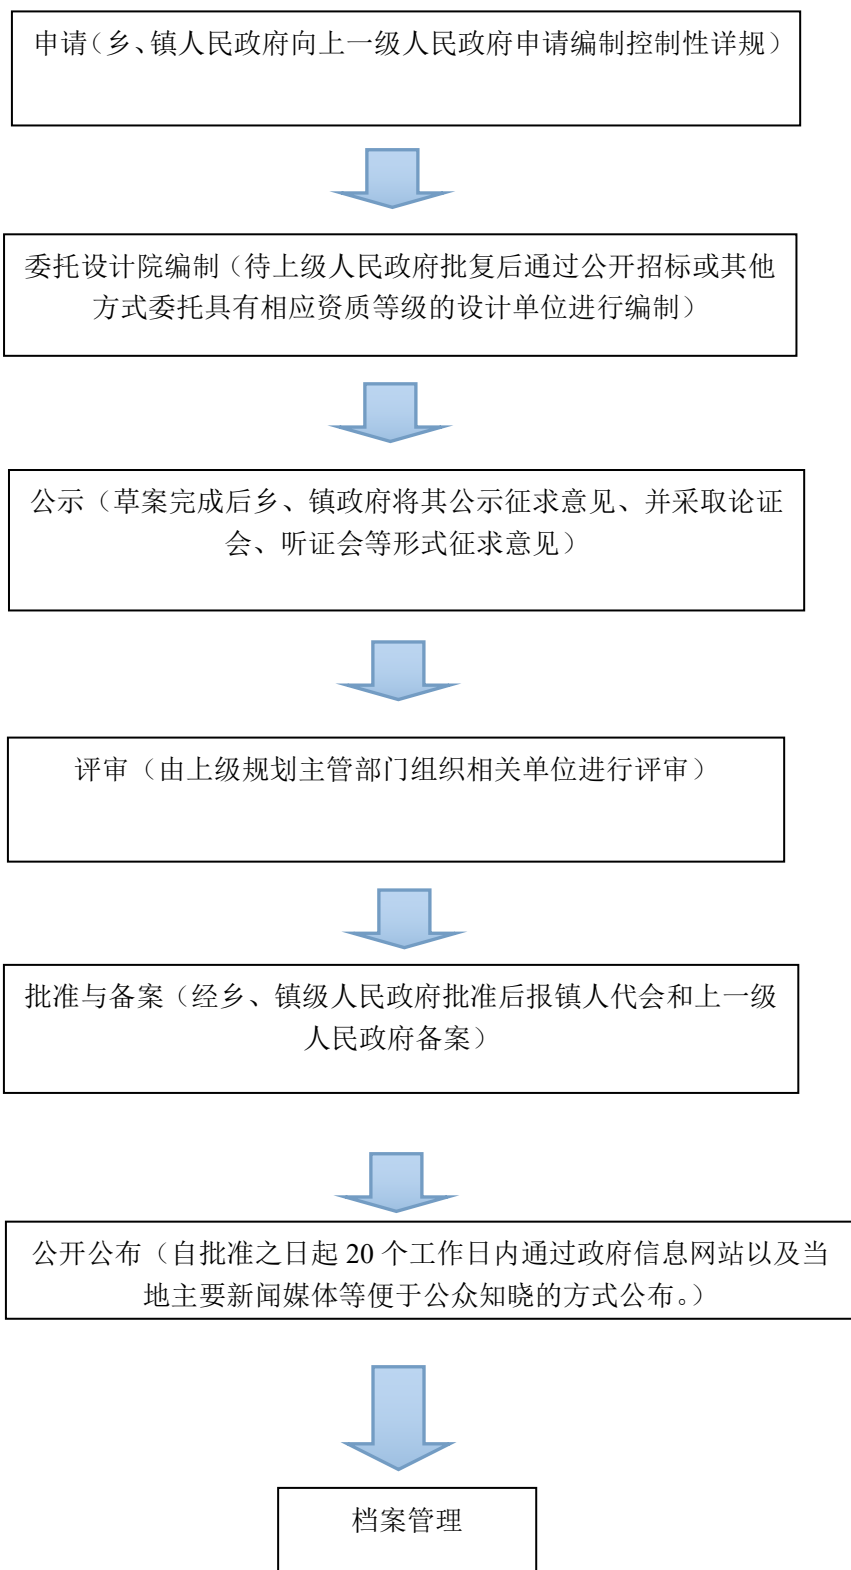 申请（乡、镇人民政府向上一级人民政府申请编制控制性详规）
委托设计院编制（待上级人民政府批复后通过公开招标或其他
方式委托具有相应资质等级的设计单位进行编制）
公示（草案完成后乡、镇政府将其公示征求意见、并采取论证
会、听证会等形式征求意见）
评审（由上级规划主管部门组织相关单位进行评审）
批准与备案（经乡、镇级人民政府批准后报镇人代会和上一级
人民政府备案）
公开公布（自批准之日起 20 个工作日内通过政府信息网站以及当
地主要新闻媒体等便于公众知晓的方式公布。）
档案管理